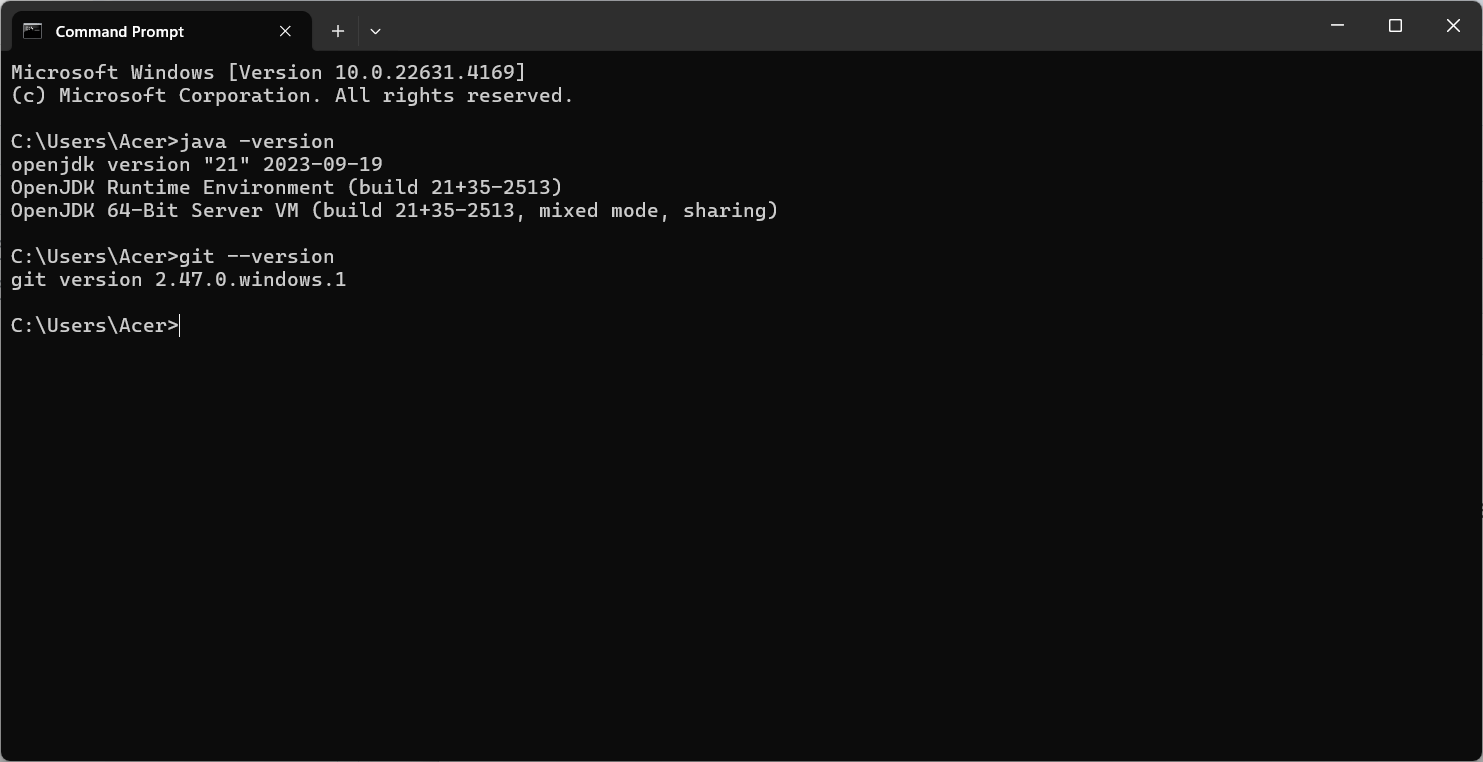 Command Prompt
Microsoft Windows [Version 10.0.22631.4169]
(c) Microsoft Corporation. All rights reserved.
C:\Users\Acer>java -version
openjdk version "21" 2023-09-19
OpenJDK Runtime Environment (build 21+35-2513)
OpenJDK 64-Bit Server VM (build 21+35-2513, mixed mode, sharing)
C:\Users\Acer>git --version
git version 2.47.0.windows.1
C:\Users\Acer>